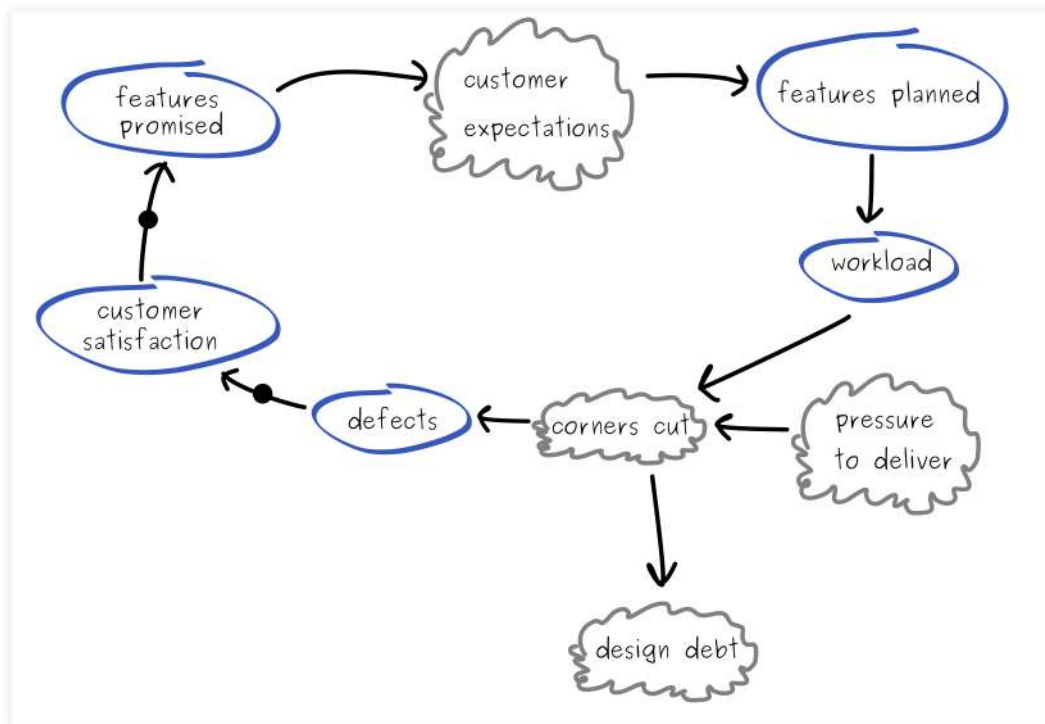 features
promised
customer
expectations
features planned
workload
customer
satisfaction
defects
corners cut
pressure
to deliver
design debt